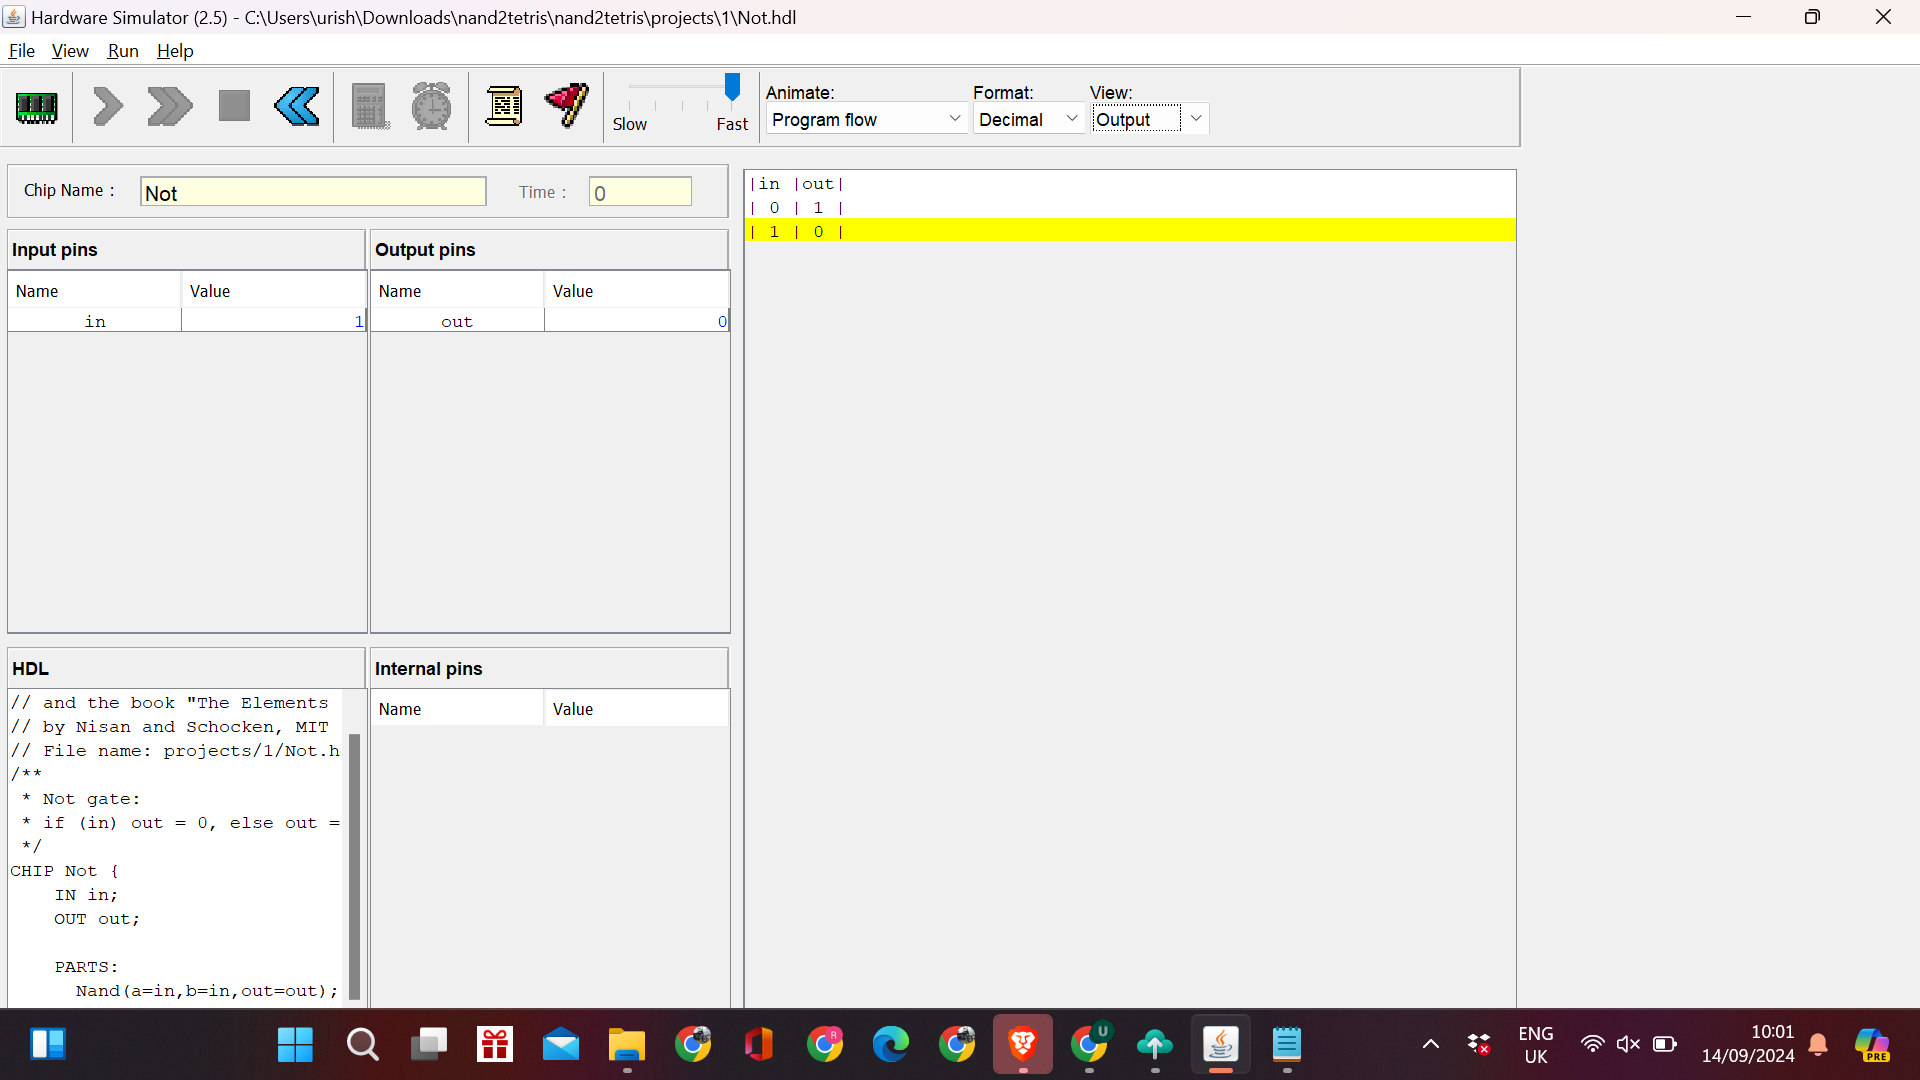 Hardware Simulator (2.5) - C:\Users\urish\Downloads\nand2tetris\nand2tetris\projects\1\Not.hdl
File View Run Help
Slow Fast
Animate: Format: View:
Program flow Decimal Output
Chip Name : Not Time : 0
Input pins Output pins
Name Value Name Value
in 1 out 0
|in |out|
| 0 | 1 |
| 1 | 0 |
HDL Internal pins
Name Value
// and the book "The Elements
// by Nisan and Schocken, MIT
// File name: projects/1/Not.h
/**
* Not gate:
* if (in) out = 0, else out =
*/
CHIP Not {
IN in;
OUT out;
PARTS:
Nand(a=in,b=in,out=out);
R
U
ENG
UK
10:01
14/09/2024
PRE